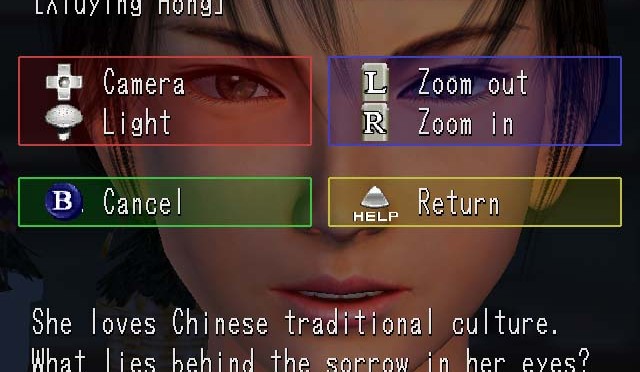 [Xiuying Hong]
Camera
Light
L Zoom out
R Zoom in
B Cancel
HELP Return
She loves Chinese traditional culture.
What lies behind the sorrow in her eyes?